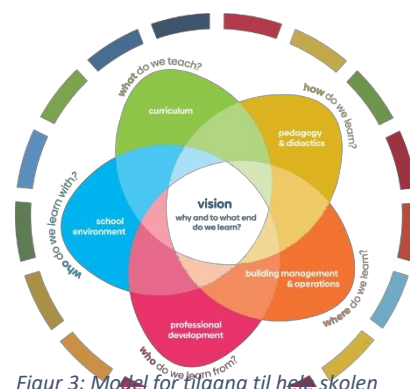 what do we teach?
how do we learn?
curriculum
pedagogy
& didactics
vision
why and to what end
do we learn?
school
environment
who do we learn with?
building management
& operations
where do we learn?
professional
development
who do we learn from?
Figur 3: Model for tilgang til hele skolen